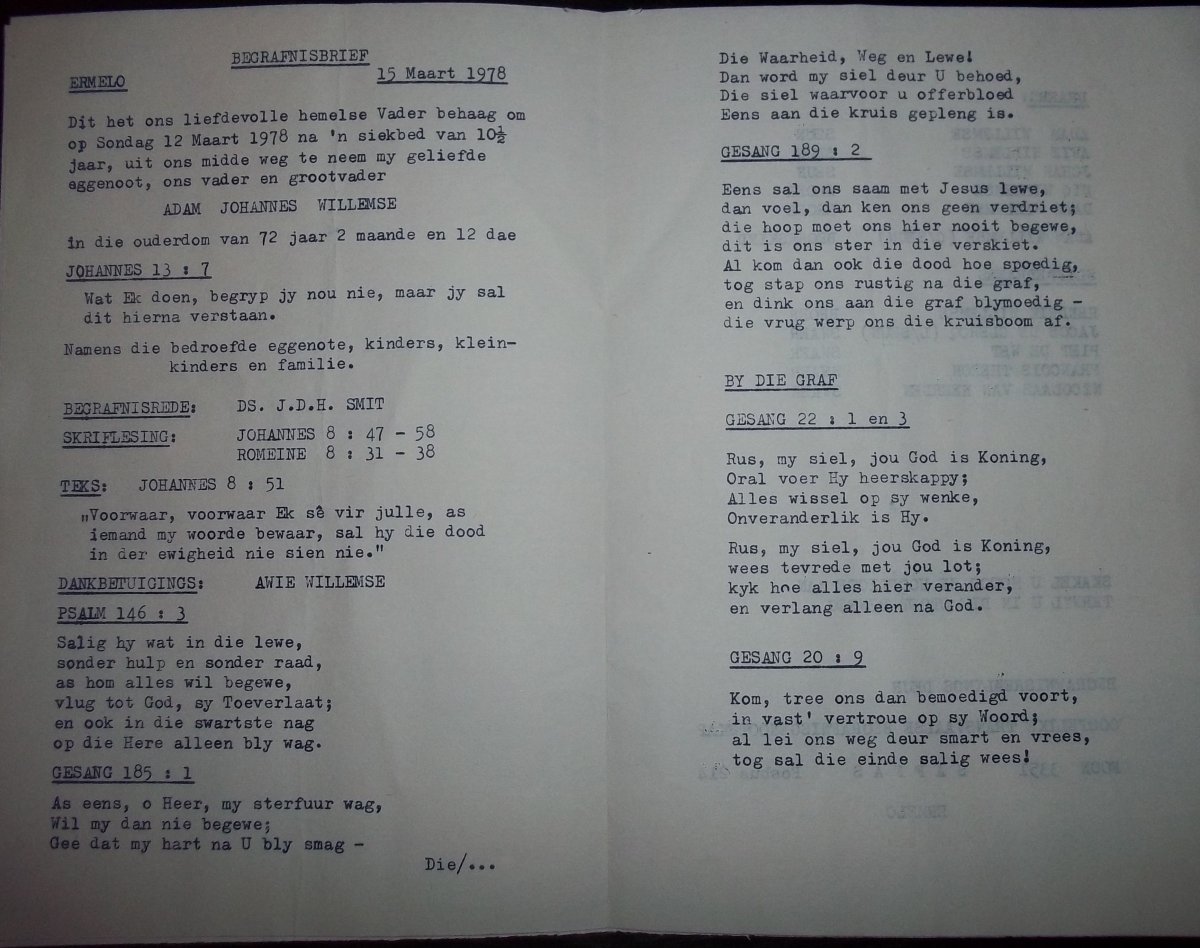 BEGRAFNISBRIEF
ERMELO 15 Maart 1978
Dit het ons liefdevolle hemelse Vader behaag om
op Sondag 12 Maart 1978 na 'n siekbed van 10½
jaar, uit ons midde weg te neem my geliefde
eggenoot, ons vader en grootvader
ADAM JOHANNES WILLEMSE
in die ouderdom van 72 jaar 2 maande en 12 dae
JOHANNES 13 : 7
Wat Ek doen, begryp jy nou nie, maar jy sal
dit hierna verstaan.
Namens die bedroefde eggenote, kinders, klein-
kinders en familie.
BEGRAFNISREDE: DS. J.D.H. SMIT
SKRIFLESING: JOHANNES 8 : 47 - 58
ROMEINE 8 : 31 - 38
TEKS: JOHANNES 8 : 51
„Voorwaar, voorwaar Ek sê vir julle, as
iemand my woorde bewaar, sal hy die dood
in der ewigheid nie sien nie."
DANKBETUIGINGS: AWIE WILLEMSE
PSALM 146 : 3
Salig hy wat in die lewe,
sonder hulp en sonder raad,
as hom alles wil begewe,
vlug tot God, sy Toeverlaat;
en ook in die swartste nag
op die Here alleen bly wag.
GESANG 185 : 1
As eens, o Heer, my sterfuur wag,
Wil my dan nie begewe;
Gee dat my hart na U bly smag -
Die/...
Die Waarheid, Weg en Lewe!
Dan word my siel deur U behoed,
Die siel waarvoor u offerbloed
Eens aan die kruis gepleng is.
GESANG 189 : 2
Eens sal ons saam met Jesus lewe,
dan voel, dan ken ons geen verdriet;
die hoop moet ons hier nooit begewe,
dit is ons ster in die verskiet.
Al kom dan ook die dood hoe spoedig,
tog stap ons rustig na die graf,
en dink ons aan die graf blymoedig -
die vrug werp ons die kruisboom af.
BY DIE GRAF
GESANG 22 : 1 en 3
Rus, my siel, jou God is Koning,
Oral voer Hy heerskappy;
Alles wissel op sy wenke,
Onveranderlik is Hy.
Rus, my siel, jou God is Koning,
wees tevrede met jou lot;
kyk hoe alles hier verander,
en verlang alleen na God.
GESANG 20 : 9
Kom, tree ons dan bemoedigd voort,
in vast' vertroue op sy Woord;
al lei ons weg deur smart en vrees,
tog sal die einde salig wees!